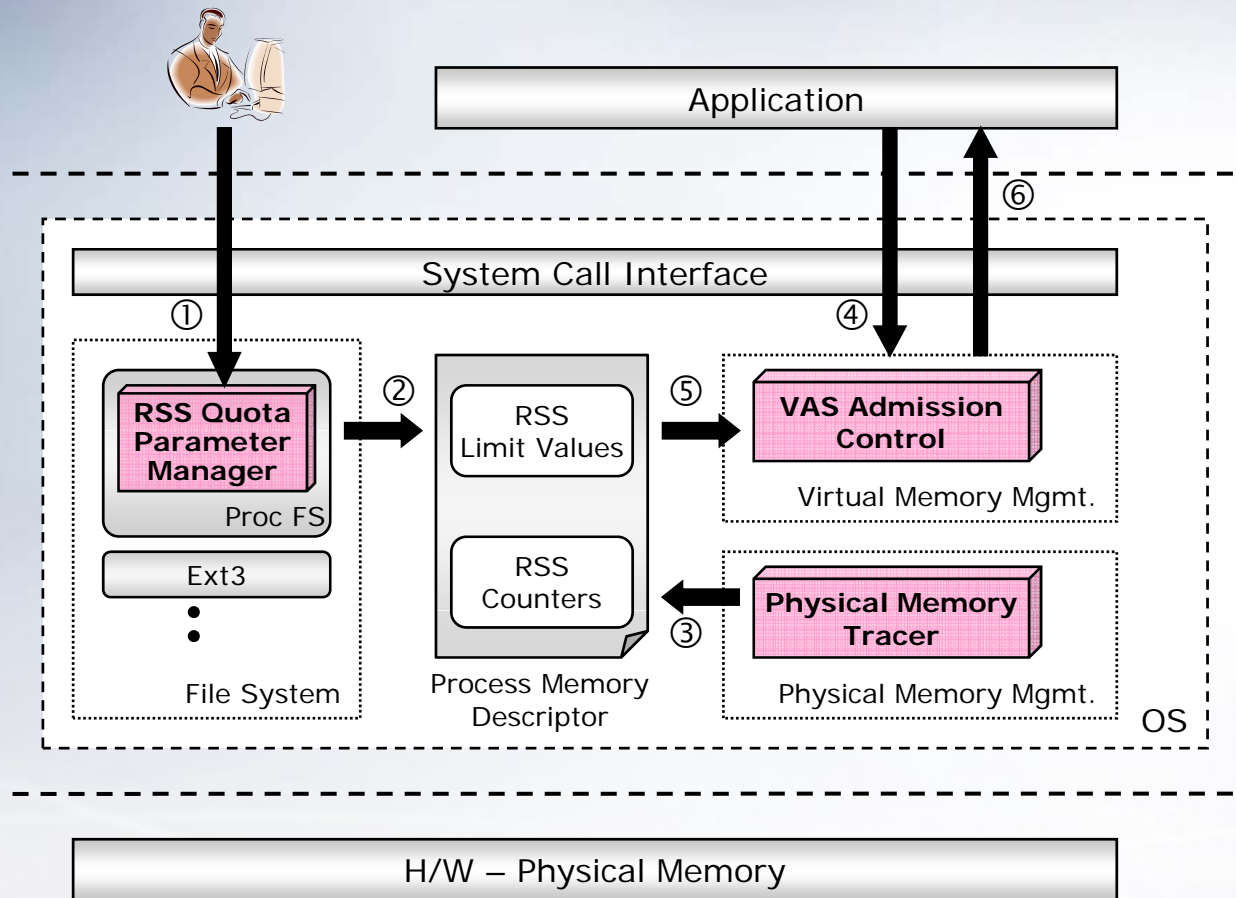 Application
⑥
System Call Interface
①
④
RSS Quota
Parameter
Manager
Proc FS
Ext3
File System
②
RSS
Limit Values
RSS
Counters
Process Memory
Descriptor
⑤
③
VAS Admission
Control
Virtual Memory Mgmt.
Physical Memory
Tracer
Physical Memory Mgmt.
OS
H/W – Physical Memory